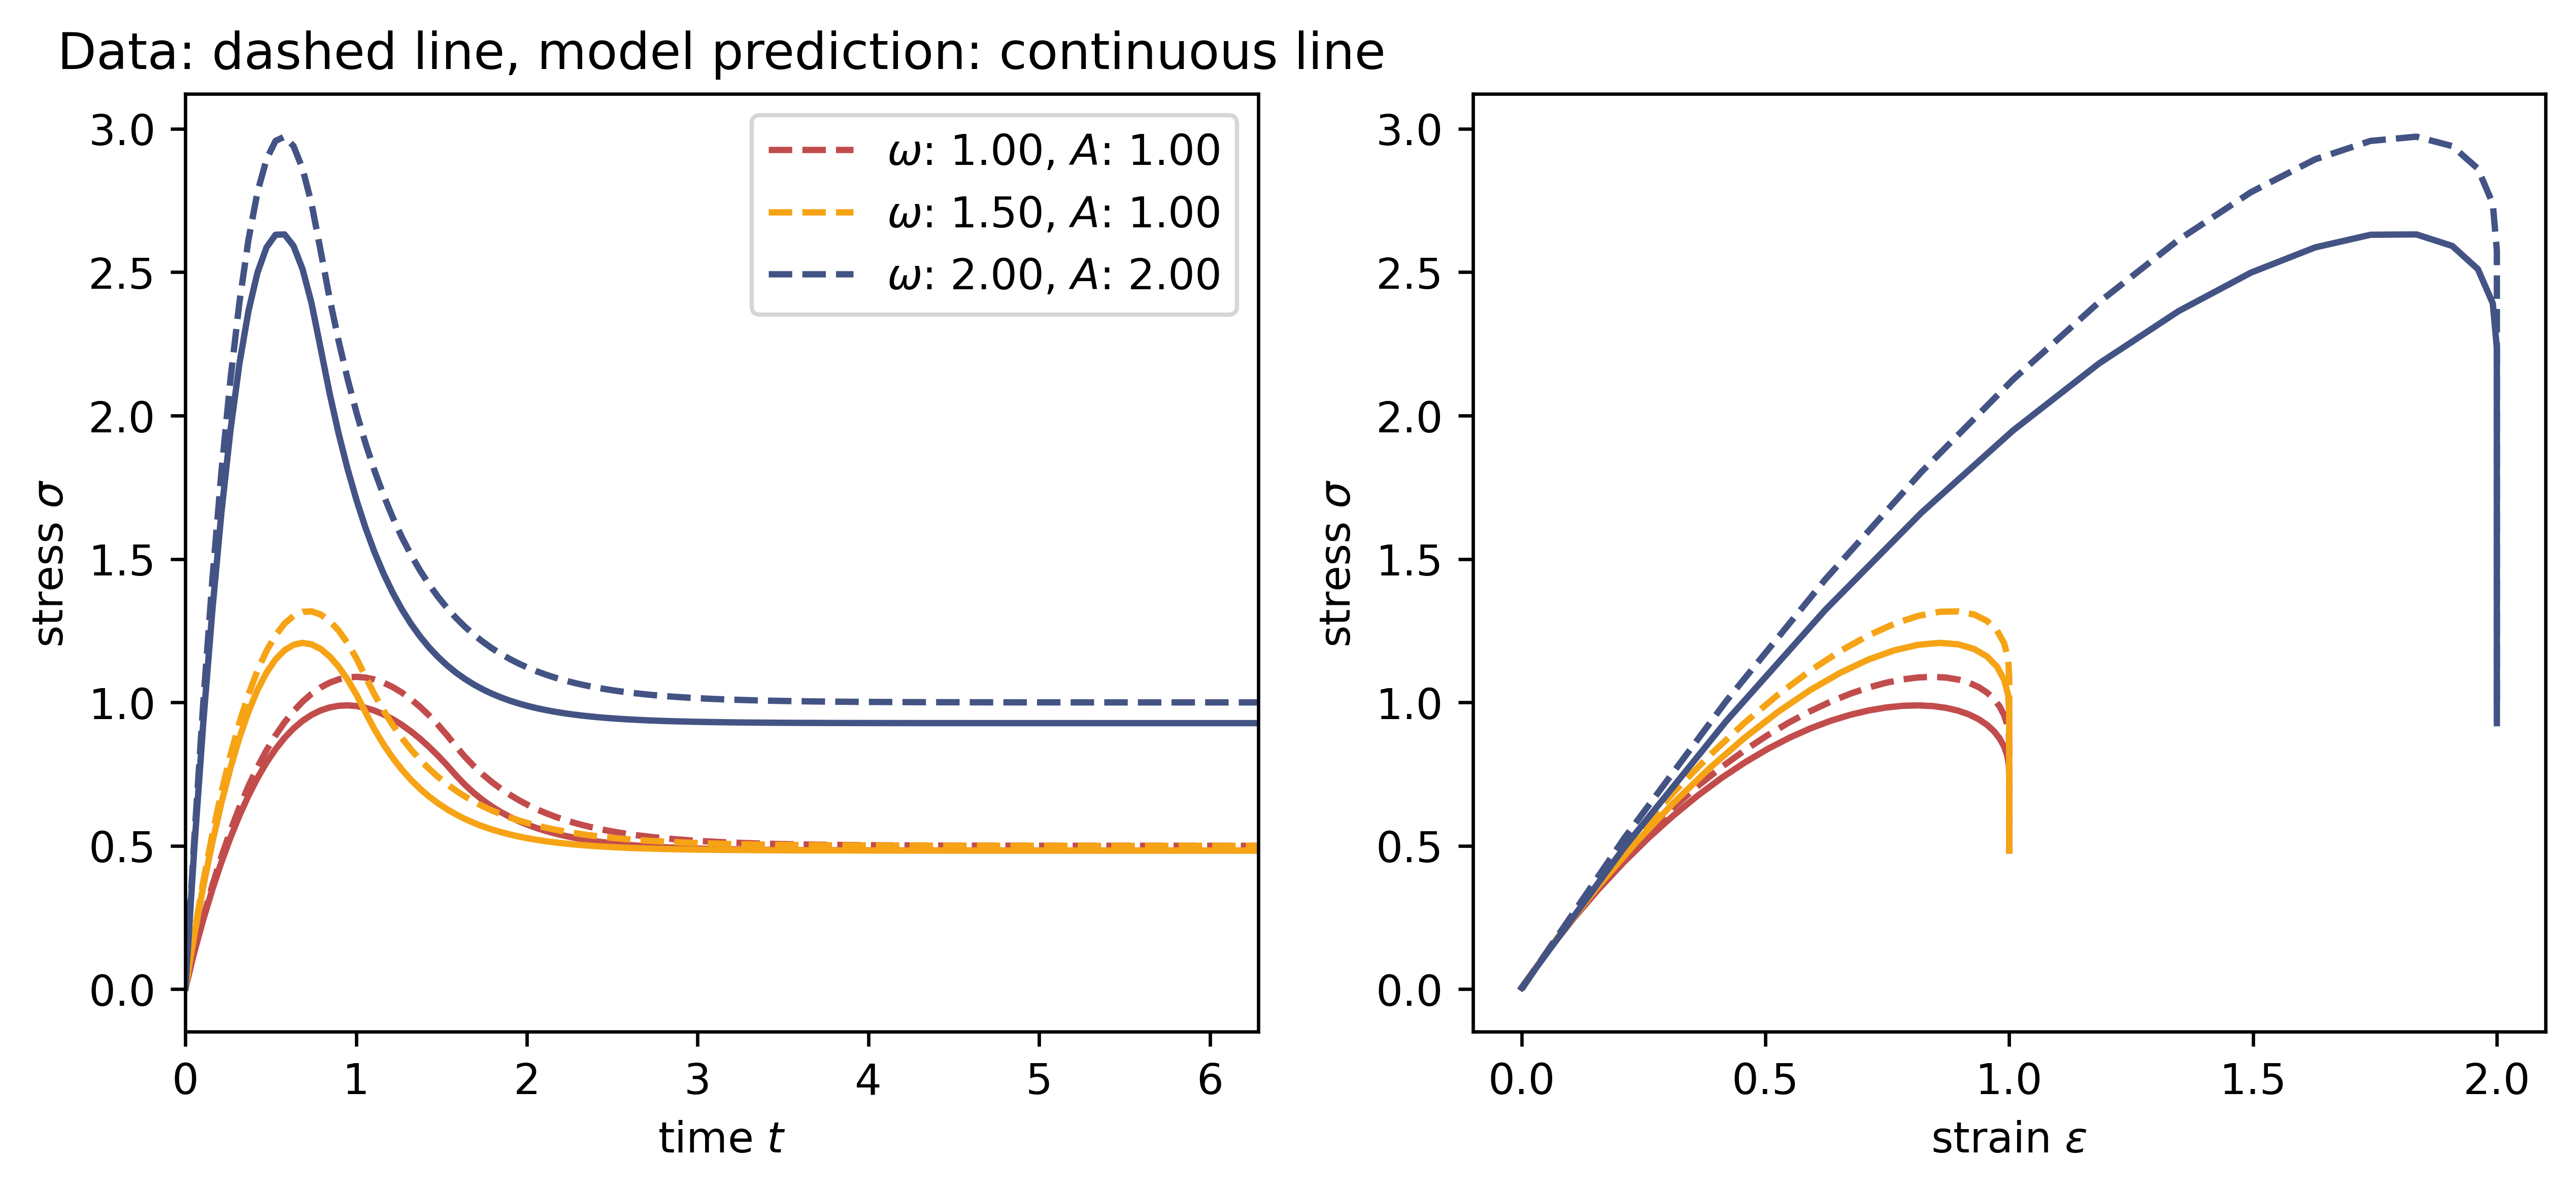 Data: dashed line, model prediction: continuous line
3.0
2.5
2.0
1.5
1.0
0.5
0.0
stress σ
0 1 2 3 4 5 6
time t
ω: 1.00, A: 1.00
ω: 1.50, A: 1.00
ω: 2.00, A: 2.00
3.0
2.5
2.0
1.5
1.0
0.5
0.0
stress σ
0.0 0.5 1.0 1.5 2.0
strain ε